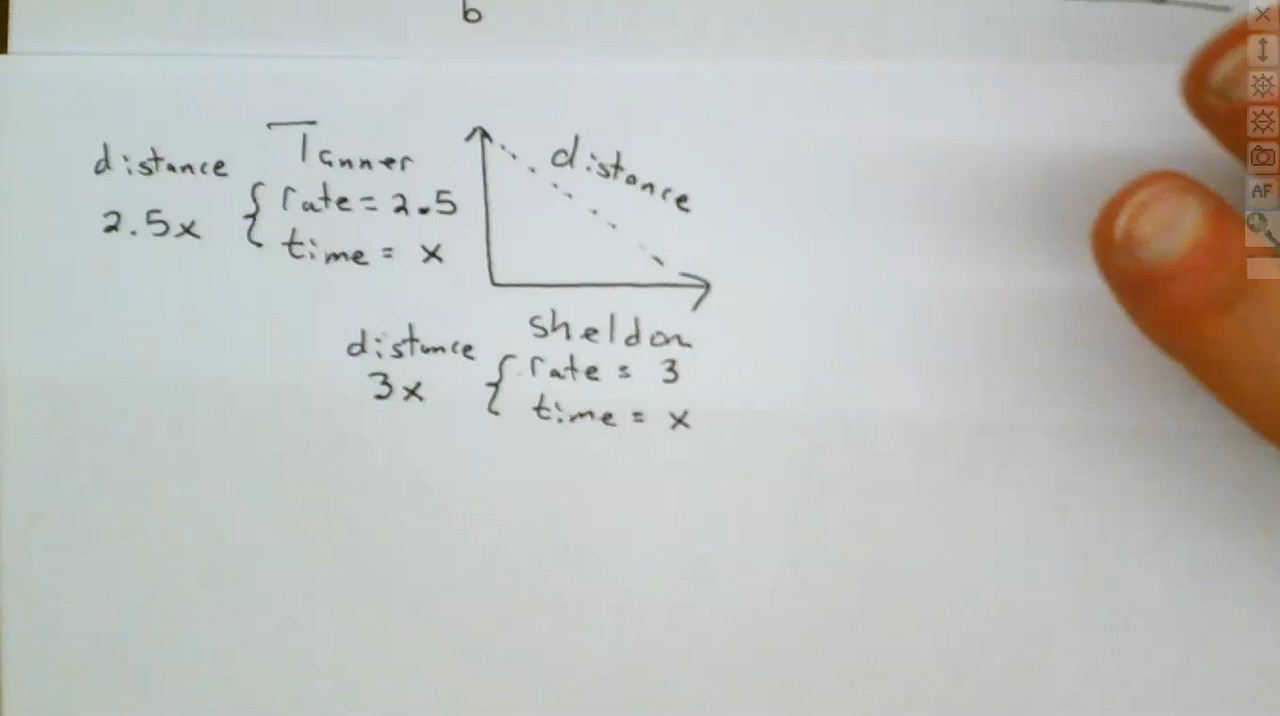 b
distance
2.5x
Tanner
rate = 2.5
time = x
distance
distance
3x
sheldon
rate = 3
time = x
AF